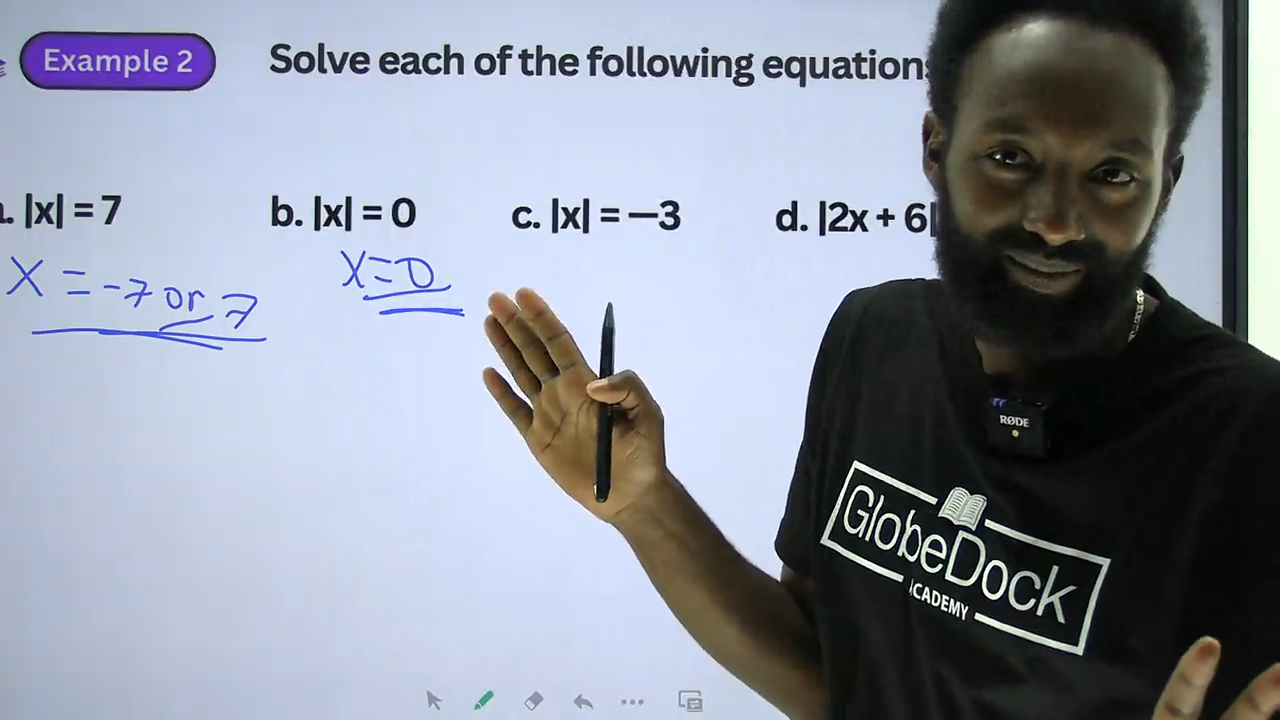 Example 2 Solve each of the following equations
. |x| = 7 b. |x| = 0 c. |x| = —3 d. |2x + 6|
x = -7 or 7 x = 0
RØDE
GlobeDock
ACADEMY